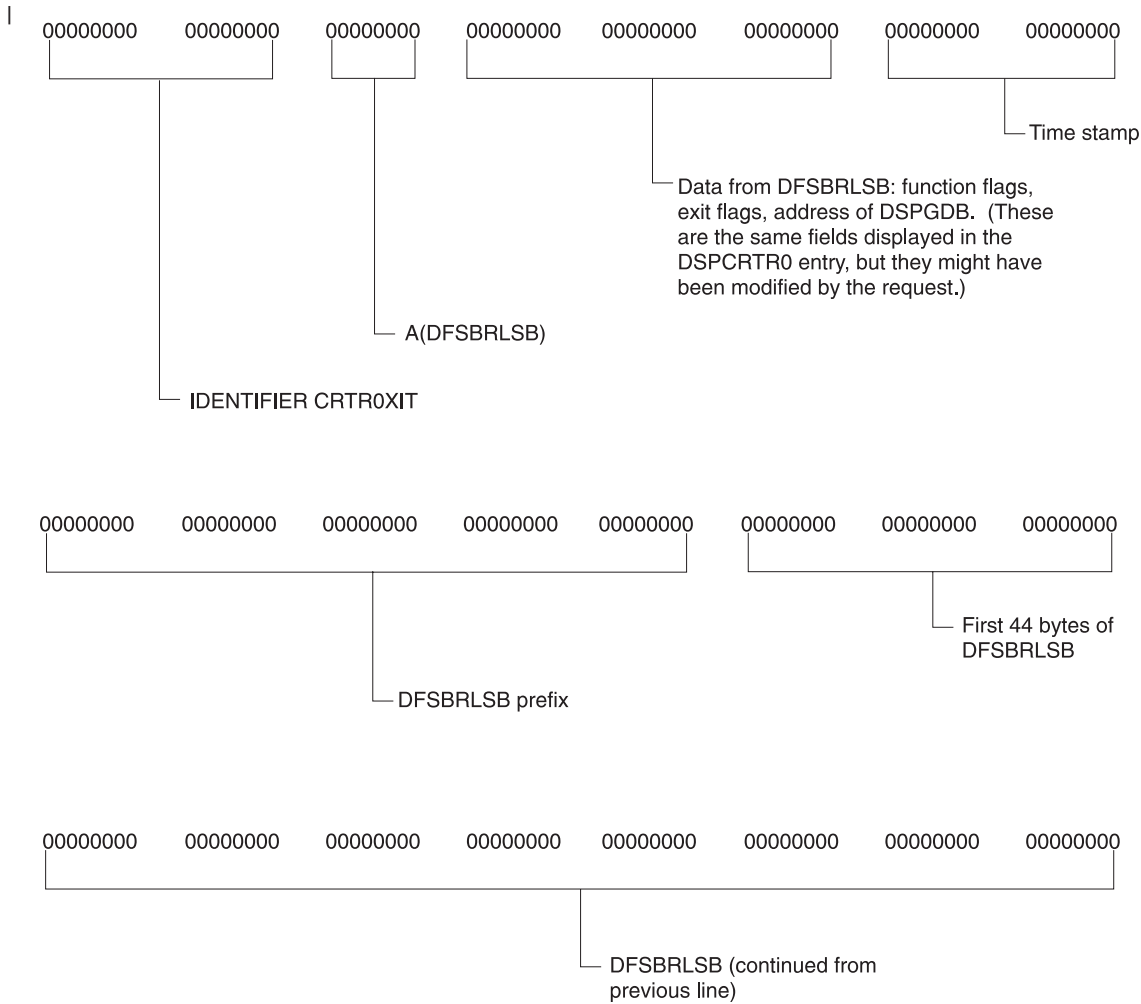 |
00000000 00000000 00000000 00000000 00000000 00000000 00000000 00000000
Time stamp
Data from DFSBRLSB: function flags,
exit flags, address of DSPGDB. (These
are the same fields displayed in the
DSPCRTR0 entry, but they might have
been modified by the request.)
A(DFSBRLSB)
IDENTIFIER CRTR0XIT
00000000 00000000 00000000 00000000 00000000 00000000 00000000 00000000
First 44 bytes of
DFSBRLSB
DFSBRLSB prefix
00000000 00000000 00000000 00000000 00000000 00000000 00000000 00000000
DFSBRLSB (continued from
previous line)